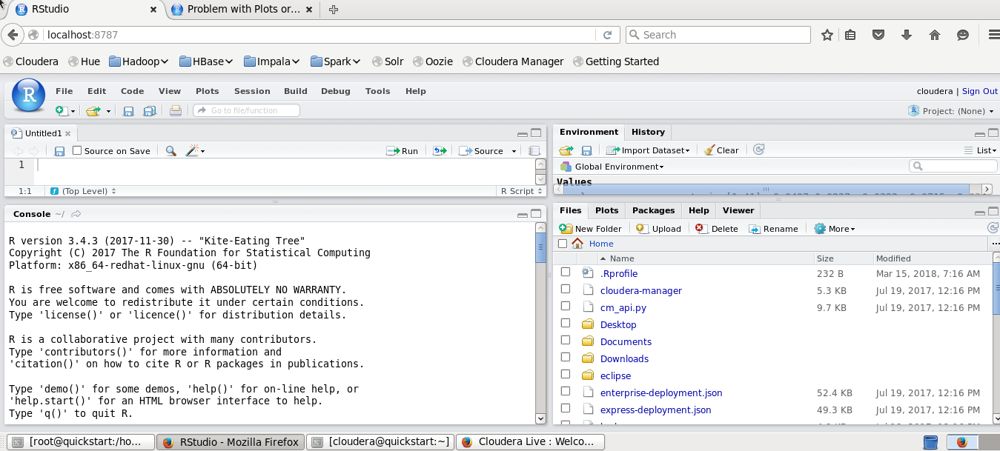 RStudio
Problem with Plots or...
localhost:8787
Search
Cloudera Hue Hadoop HBase Impala Spark Solr Oozie Cloudera Manager Getting Started
R
File Edit Code View Plots Session Build Debug Tools Help
cloudera | Sign Out
Go to file/function
Project: (None)
Untitled1
Source on Save
Run
Source
1
1:1
(Top Level)
R Script
Console ~/
R version 3.4.3 (2017-11-30) -- "Kite-Eating Tree"
Copyright (C) 2017 The R Foundation for Statistical Computing
Platform: x86_64-redhat-linux-gnu (64-bit)
R is free software and comes with ABSOLUTELY NO WARRANTY.
You are welcome to redistribute it under certain conditions.
Type 'license()' or 'licence()' for distribution details.
R is a collaborative project with many contributors.
Type 'contributors()' for more information and
'citation()' on how to cite R or R packages in publications.
Type 'demo()' for some demos, 'help()' for on-line help, or
'help.start()' for an HTML browser interface to help.
Type 'q()' to quit R.
Environment History
Import Dataset Clear List
Global Environment
Values
Files Plots Packages Help Viewer
New Folder Upload Delete Rename More
Home
Name Size Modified
.Rprofile 232 B Mar 15, 2018, 7:16 AM
cloudera-manager 5.3 KB Jul 19, 2017, 12:16 PM
cm_api.py 9.7 KB Jul 19, 2017, 12:16 PM
Desktop
Documents
Downloads
eclipse
enterprise-deployment.json 52.4 KB Jul 19, 2017, 12:16 PM
express-deployment.json 49.3 KB Jul 19, 2017, 12:16 PM
[root@quickstart:/ho...
RStudio - Mozilla Firefox
[cloudera@quickstart:~]
Cloudera Live : Welco...